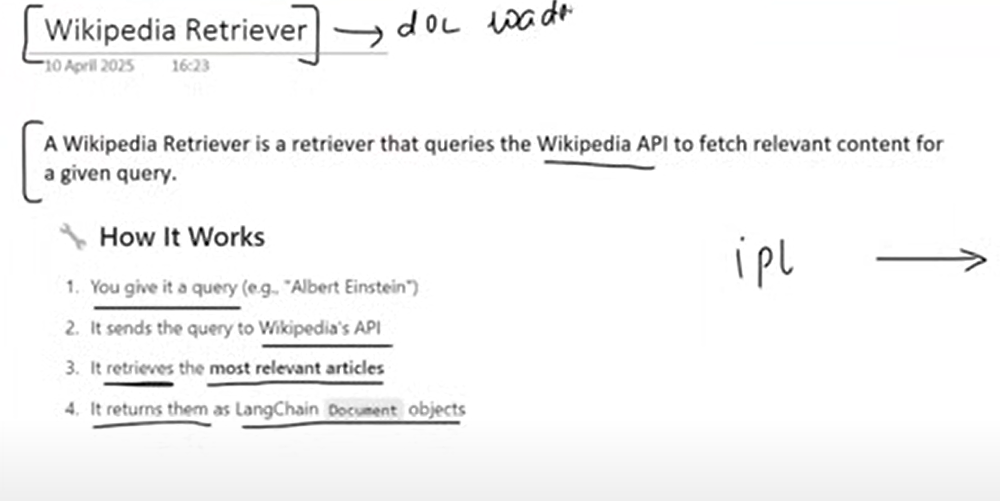 Wikipedia Retriever → doc loadr
10 April 2025 16:23
A Wikipedia Retriever is a retriever that queries the Wikipedia API to fetch relevant content for
a given query.
How It Works
1. You give it a query (e.g., "Albert Einstein")
2. It sends the query to Wikipedia's API
3. It retrieves the most relevant articles
4. It returns them as LangChain Document objects
ipl →